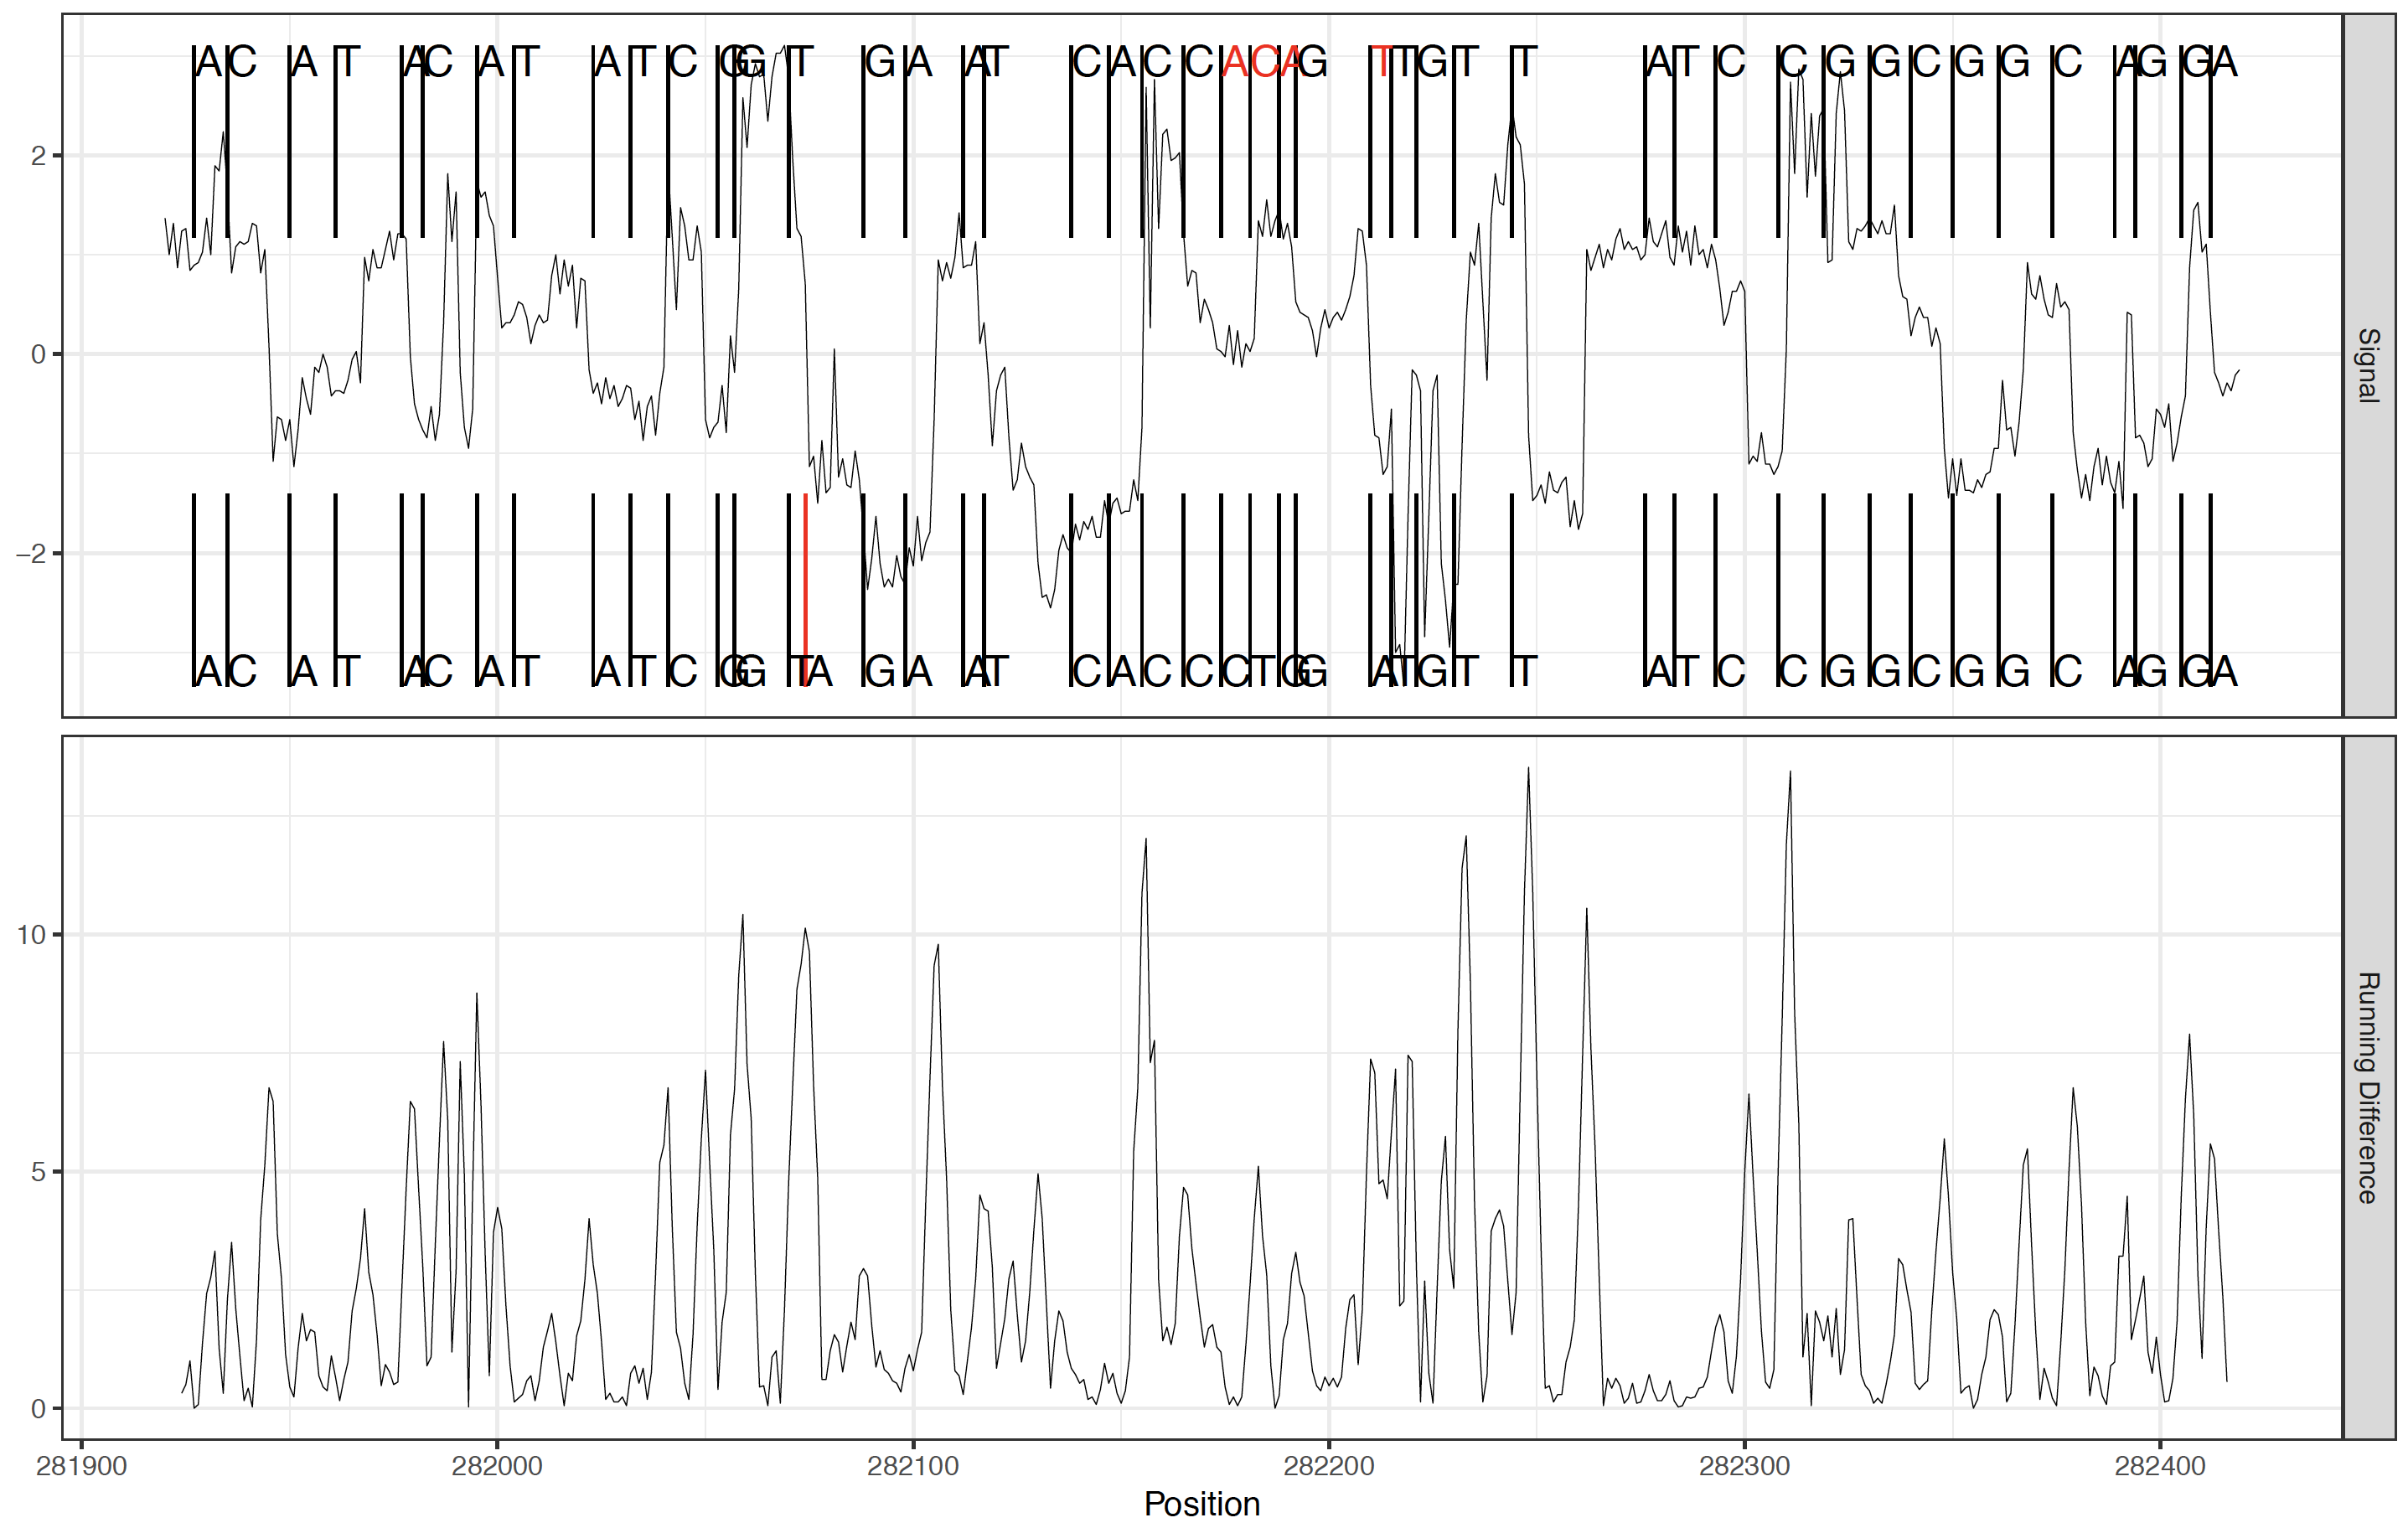 A C A T A C A T A T C G G T G A A T C A C C A C A G T T G T T A T C C G G C G G C A G G A
2
0
−2
Signal
A C A T A C A T A T C G G T A G A A T C A C C C T G G A T G T T A T C C G G C G G C A G G A
10
5
0
Running Difference
281900 282000 282100 282200 282300 282400
Position